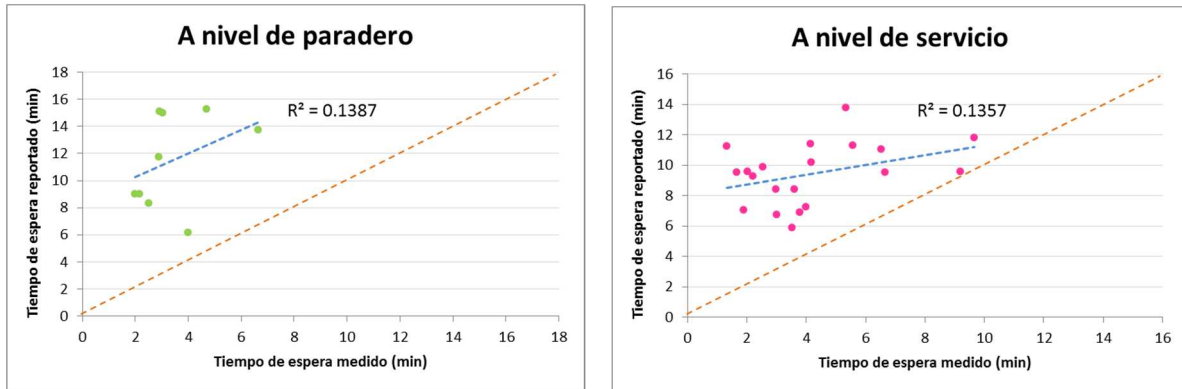 A nivel de paradero
Tiempo de espera reportado (min)
18
16
14
12
10
8
6
4
2
0
R² = 0.1387
0 2 4 6 8 10 12 14 16 18
Tiempo de espera medido (min)
A nivel de servicio
Tiempo de espera reportado (min)
16
14
12
10
8
6
4
2
0
R² = 0.1357
0 2 4 6 8 10 12 14 16
Tiempo de espera medido (min)